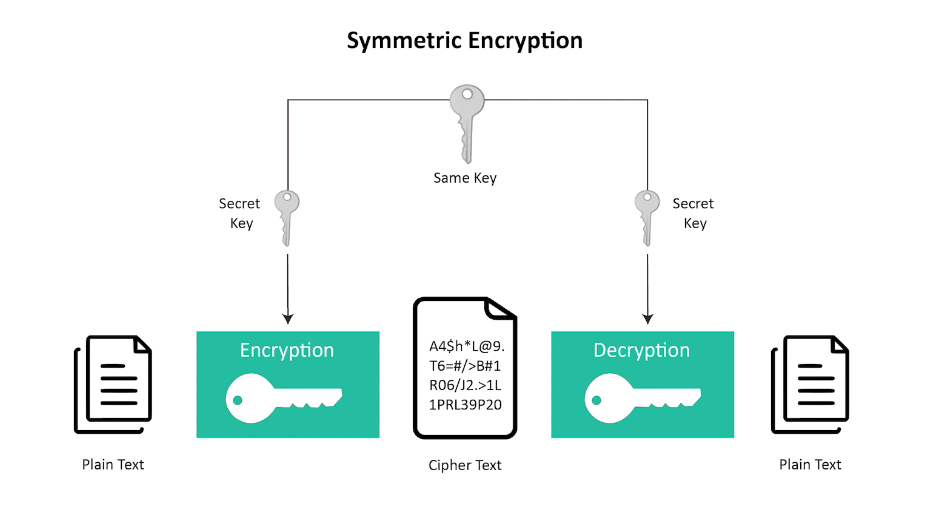 Symmetric Encryption
Same Key
Secret
Key
Secret
Key
Encryption
A4$h*L@9.
T6=#/>B#1
R06/J2.>1L
1PRL39P20
Decryption
Plain Text
Cipher Text
Plain Text